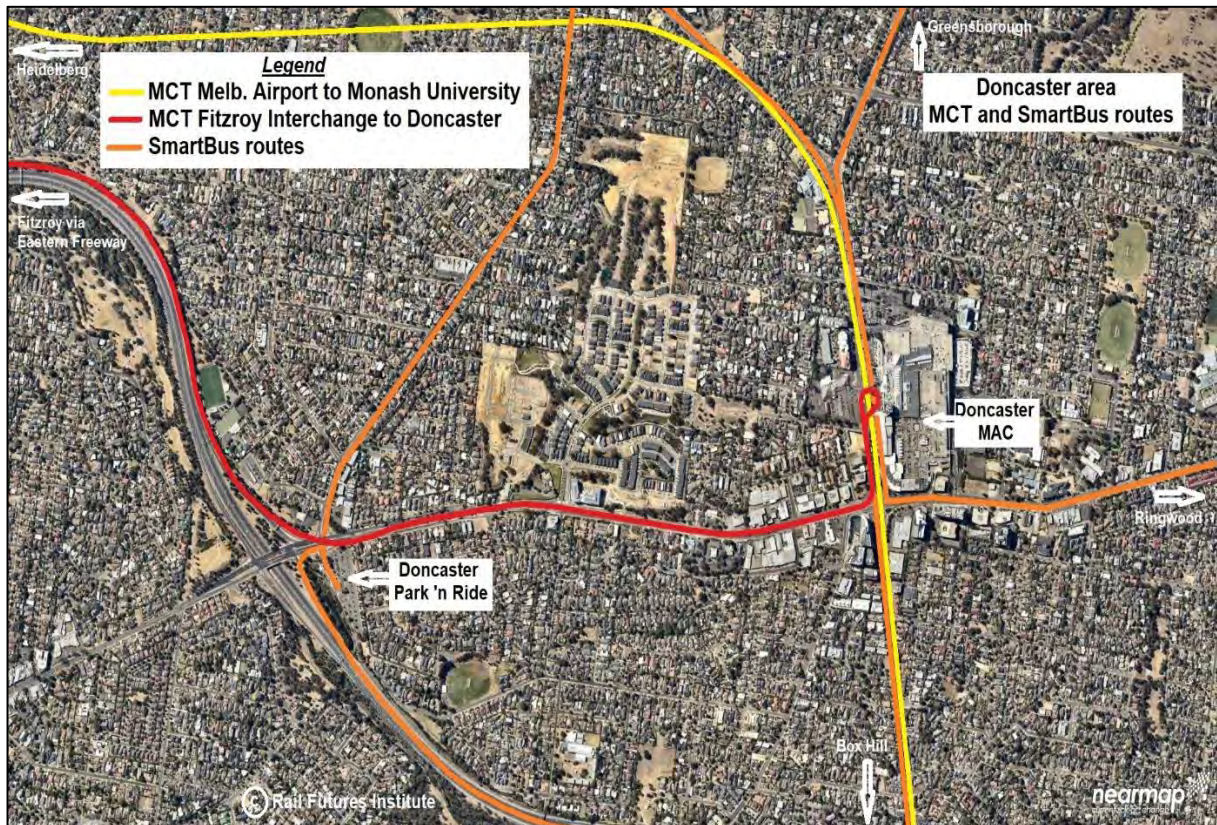 Greensborough
Heidelberg
Legend
MCT Melb. Airport to Monash University
MCT Fitzroy Interchange to Doncaster
SmartBus routes
Doncaster area
MCT and SmartBus routes
Fitzroy via
Eastern Freeway
Doncaster
MAC
Ringwood
Doncaster
Park 'n Ride
Box Hill
© Rail Futures Institute
nearmap